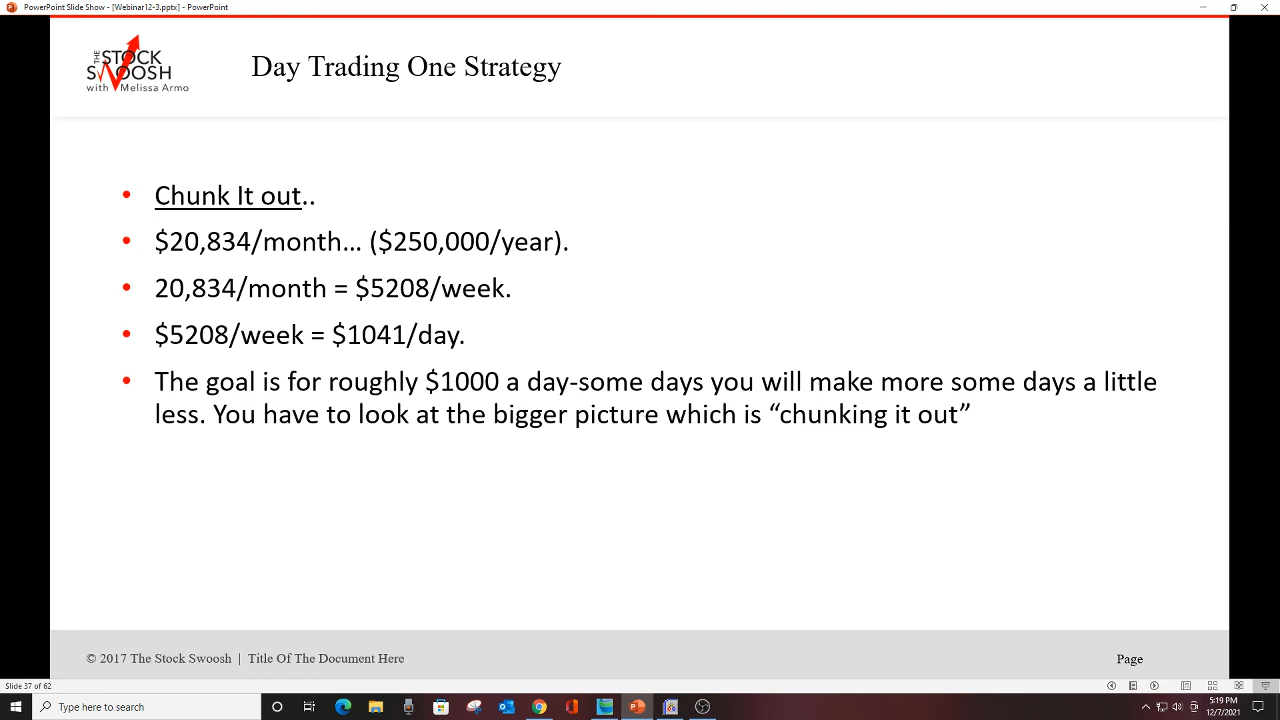 PowerPoint Slide Show - [Webinar12-3.pptx] - PowerPoint
THE STOCK
SWOOSH
with Melissa Armo
Day Trading One Strategy
• Chunk It out..
• $20,834/month... ($250,000/year).
• 20,834/month = $5208/week.
• $5208/week = $1041/day.
• The goal is for roughly $1000 a day-some days you will make more some days a little
less. You have to look at the bigger picture which is “chunking it out”
© 2017 The Stock Swoosh | Title Of The Document Here
Page
Slide 37 of 62
Type here to search
5:19 PM
12/7/2021